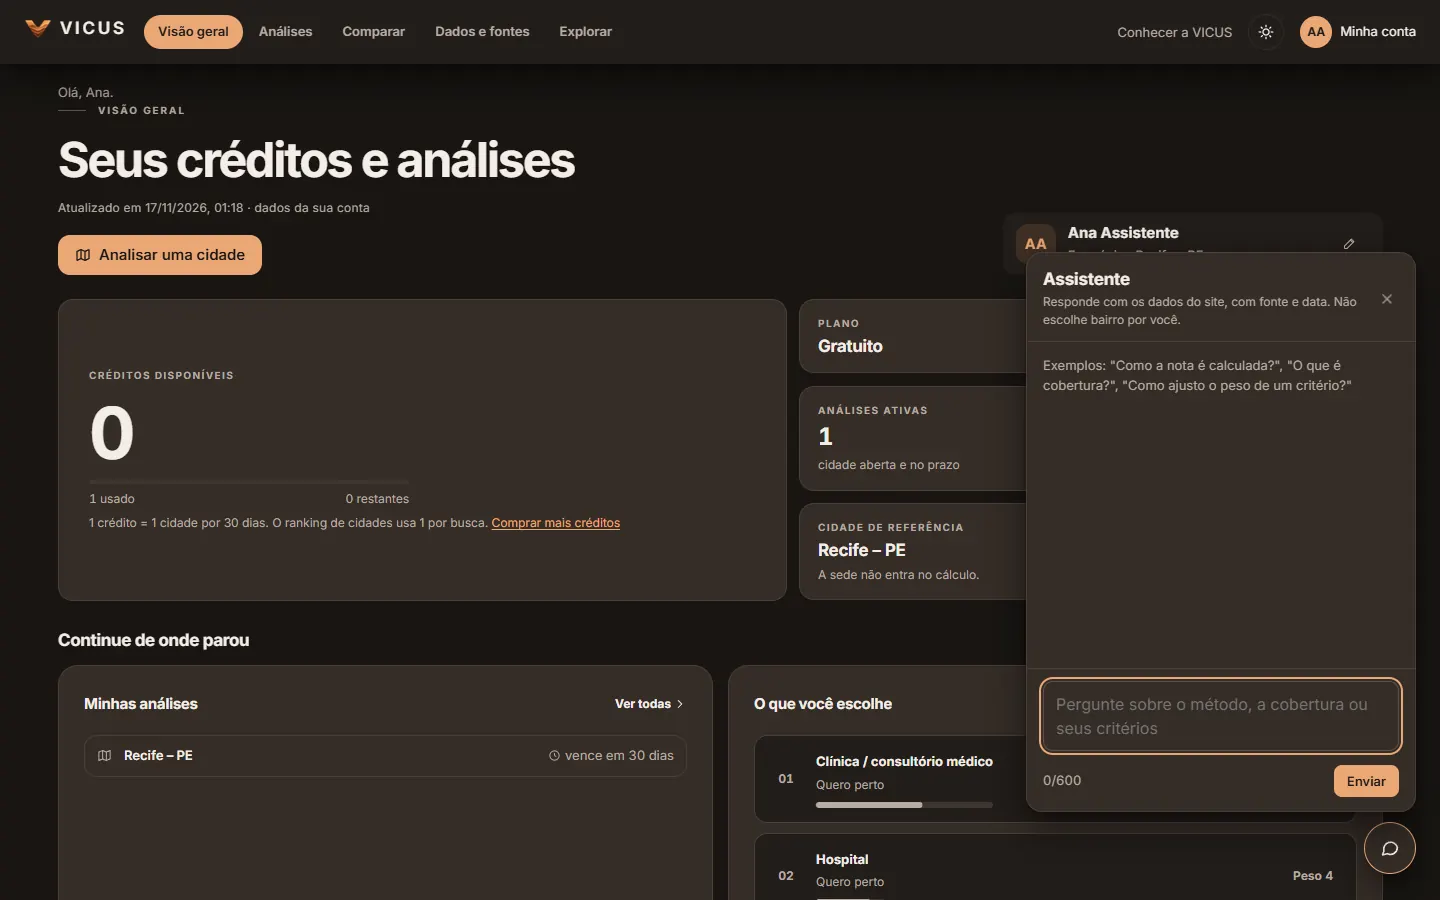 VICUS
Visão geral
Análises
Comparar
Dados e fontes
Explorar
Conhecer a VICUS
AA
Minha conta
Olá, Ana.
VISÃO GERAL
Seus créditos e análises
Atualizado em 17/11/2026, 01:18 · dados da sua conta
Analisar uma cidade
AA
Ana Assistente
CRÉDITOS DISPONÍVEIS
0
1 usado
0 restantes
1 crédito = 1 cidade por 30 dias. O ranking de cidades usa 1 por busca. Comprar mais créditos
PLANO
Gratuito
ANÁLISES ATIVAS
1
cidade aberta e no prazo
CIDADE DE REFERÊNCIA
Recife – PE
A sede não entra no cálculo.
Assistente
Responde com os dados do site, com fonte e data. Não
escolhe bairro por você.
Exemplos: "Como a nota é calculada?", "O que é
cobertura?", "Como ajusto o peso de um critério?"
Pergunte sobre o método, a cobertura ou
seus critérios
0/600
Enviar
Continue de onde parou
Minhas análises
Ver todas
Recife – PE
vence em 30 dias
O que você escolhe
01
Clínica / consultório médico
Quero perto
02
Hospital
Quero perto
Peso 4